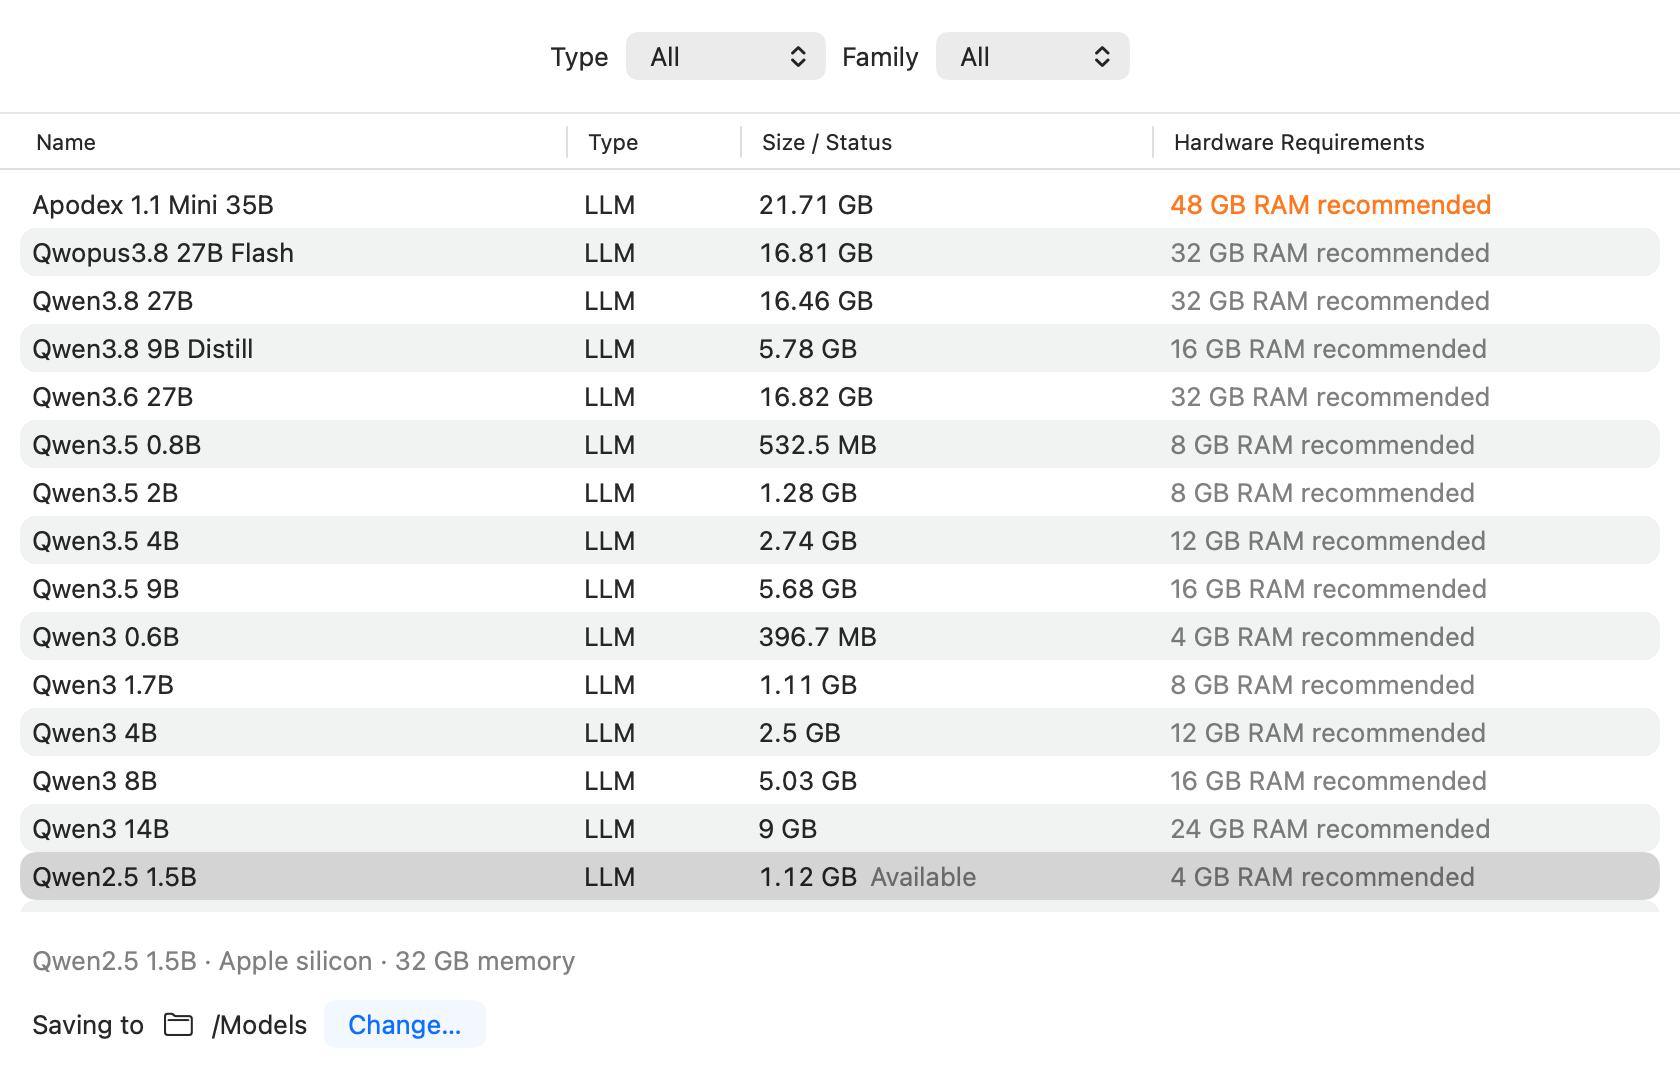 Type All Family All
Name Type Size / Status Hardware Requirements
Apodex 1.1 Mini 35B LLM 21.71 GB 48 GB RAM recommended
Qwopus3.8 27B Flash LLM 16.81 GB 32 GB RAM recommended
Qwen3.8 27B LLM 16.46 GB 32 GB RAM recommended
Qwen3.8 9B Distill LLM 5.78 GB 16 GB RAM recommended
Qwen3.6 27B LLM 16.82 GB 32 GB RAM recommended
Qwen3.5 0.8B LLM 532.5 MB 8 GB RAM recommended
Qwen3.5 2B LLM 1.28 GB 8 GB RAM recommended
Qwen3.5 4B LLM 2.74 GB 12 GB RAM recommended
Qwen3.5 9B LLM 5.68 GB 16 GB RAM recommended
Qwen3 0.6B LLM 396.7 MB 4 GB RAM recommended
Qwen3 1.7B LLM 1.11 GB 8 GB RAM recommended
Qwen3 4B LLM 2.5 GB 12 GB RAM recommended
Qwen3 8B LLM 5.03 GB 16 GB RAM recommended
Qwen3 14B LLM 9 GB 24 GB RAM recommended
Qwen2.5 1.5B LLM 1.12 GB Available 4 GB RAM recommended
Qwen2.5 1.5B · Apple silicon · 32 GB memory
Saving to /Models Change...